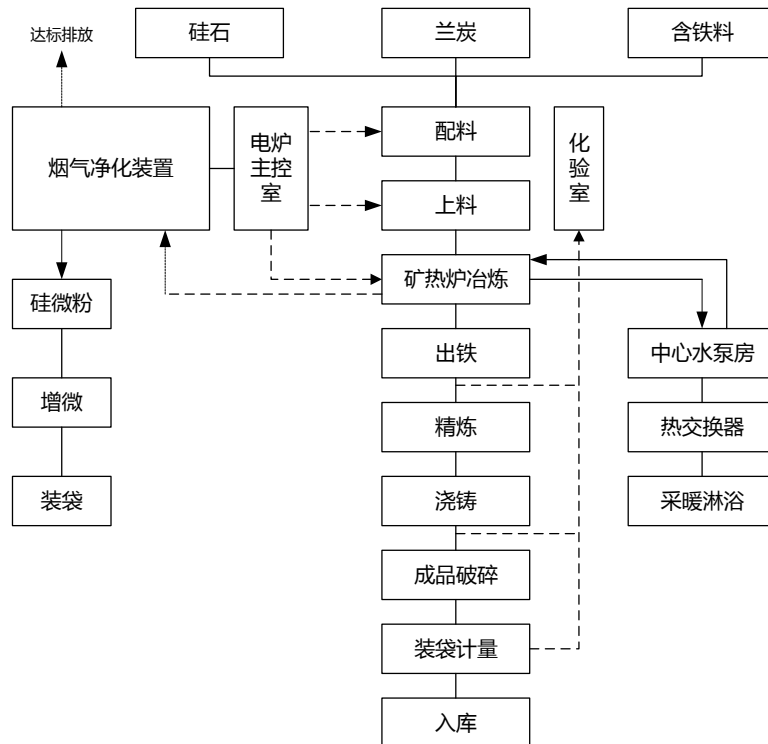 达标排放
硅石
兰炭
含铁料
烟气净化装置
电炉
主控
室
配料
化
验
室
上料
矿热炉冶炼
硅微粉
出铁
中心水泵房
增微
精炼
热交换器
装袋
浇铸
采暖淋浴
成品破碎
装袋计量
入库